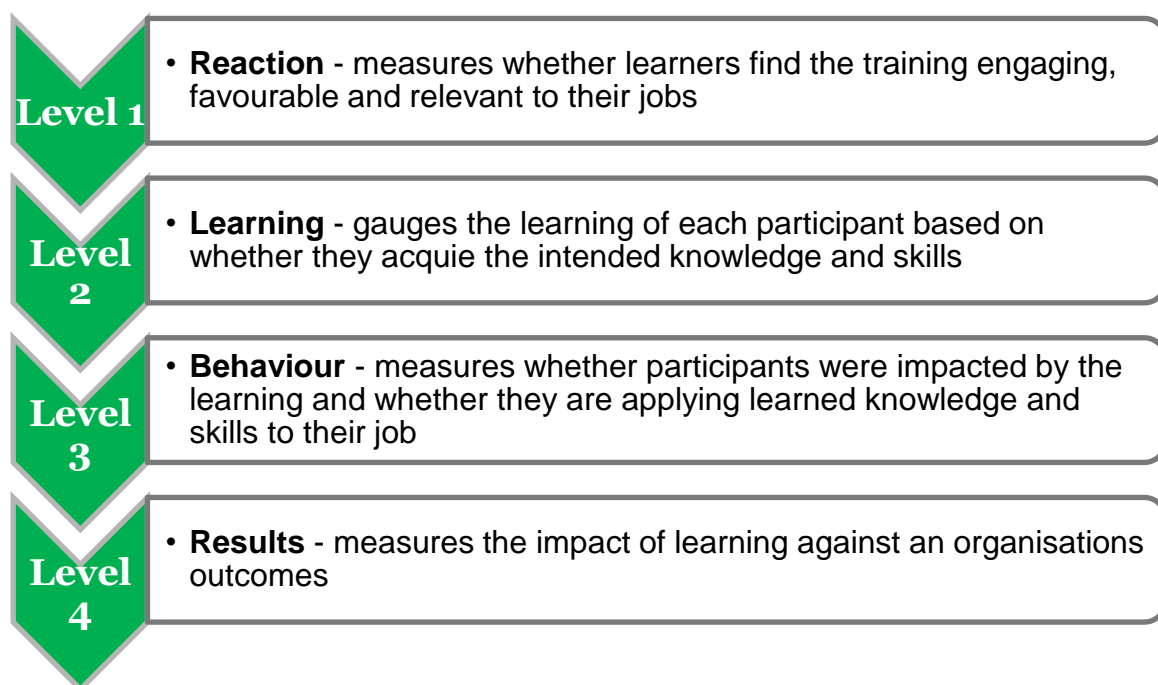 Level 1
• Reaction - measures whether learners find the training engaging,
favourable and relevant to their jobs
Level
2
• Learning - gauges the learning of each participant based on
whether they acquie the intended knowledge and skills
Level
3
• Behaviour - measures whether participants were impacted by the
learning and whether they are applying learned knowledge and
skills to their job
Level
4
• Results - measures the impact of learning against an organisations
outcomes